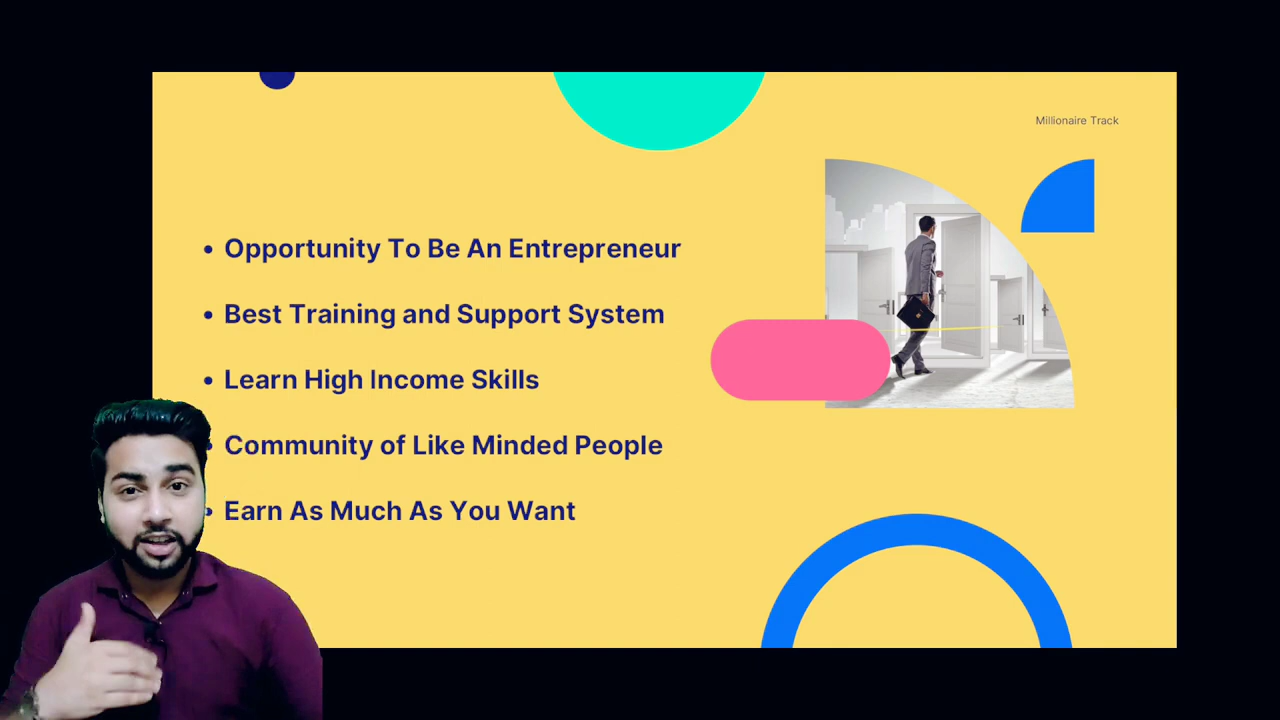 Millionaire Track
Opportunity To Be An Entrepreneur
Best Training and Support System
Learn High Income Skills
Community of Like Minded People
Earn As Much As You Want